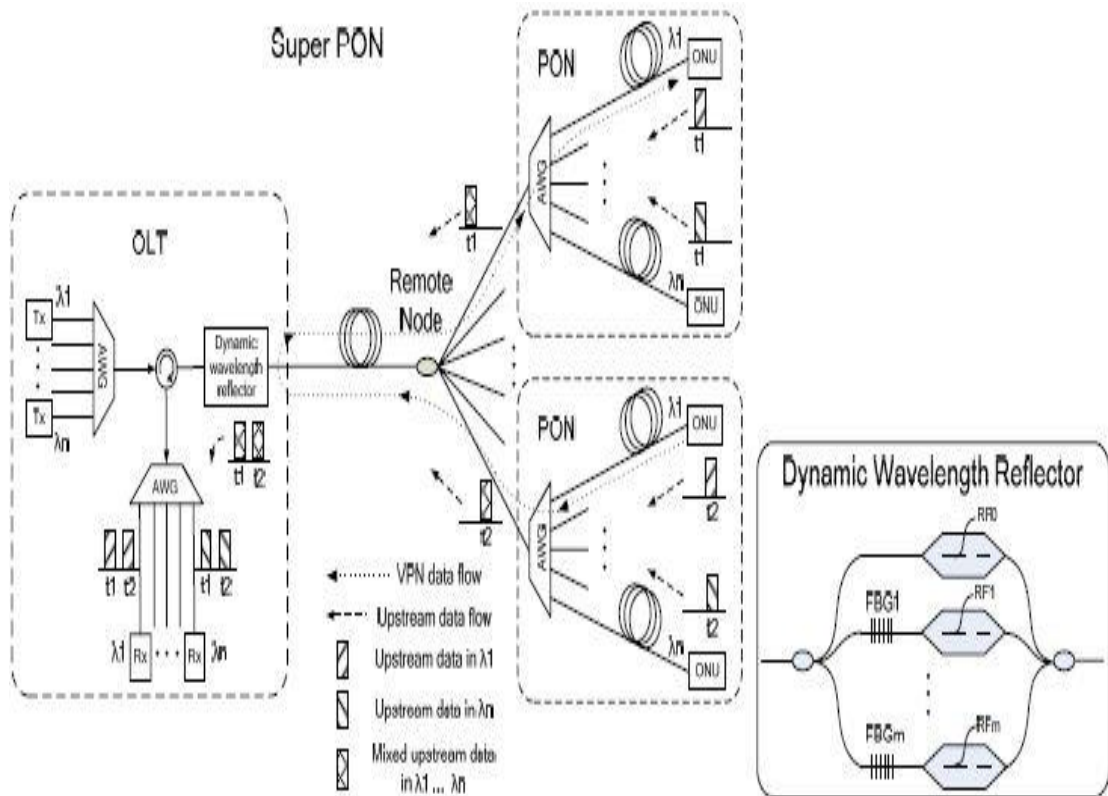 Super PON
PON
λ1
ONU
t1
AWG
t1
λn
ONU
t1
OLT
Remote
Node
λ1
Tx
AWG
Tx
λn
Dynamic
wavelength
reflector
t1 t2
AWG
t1 t2
t1 t2
λ1
Rx
Rx
λn
PON
λ1
ONU
t2
AWG
t2
λn
ONU
t2
VPN data flow
Upstream data flow
Upstream data in λ1
Upstream data in λn
Mixed upstream data
in λ1 ... λn
Dynamic Wavelength Reflector
RF0
FBG1
RF1
FBGm
RFm